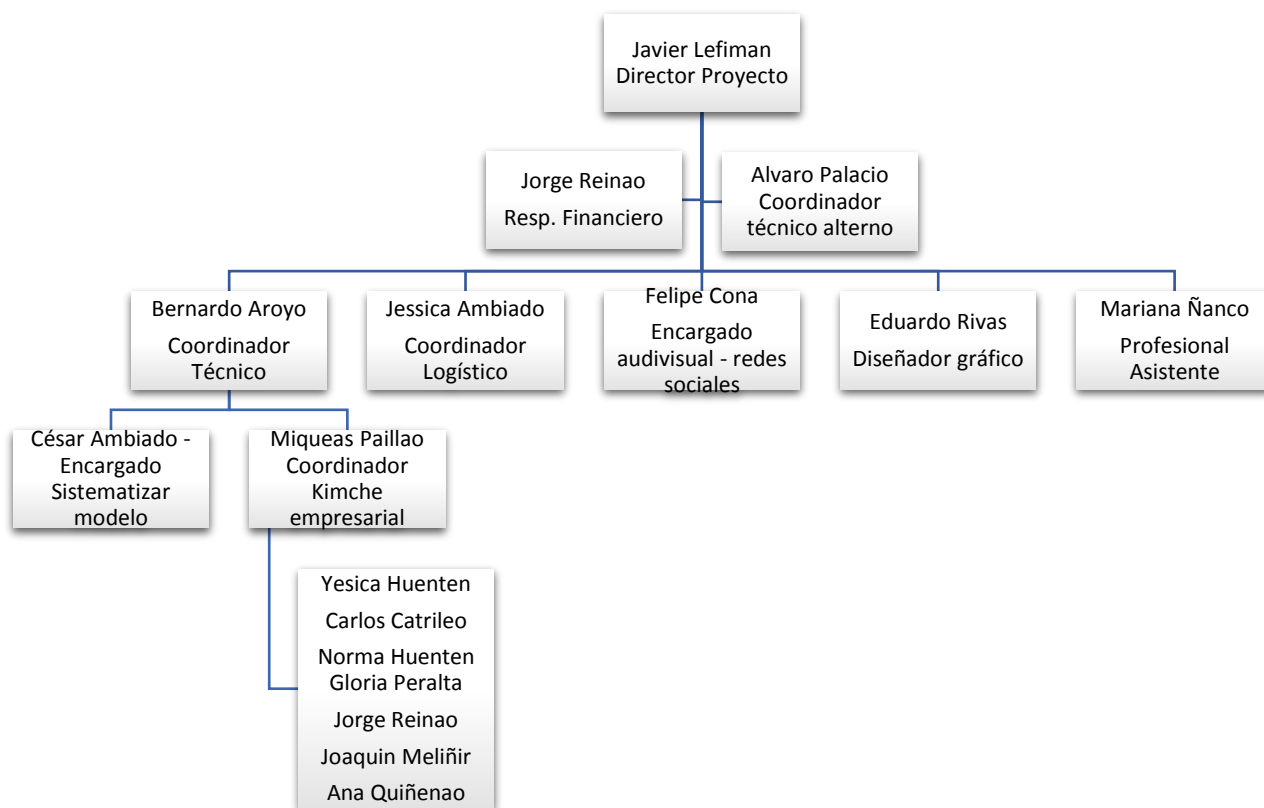 Javier Lefiman
Director Proyecto
Jorge Reinao
Resp. Financiero
Alvaro Palacio
Coordinador
técnico alterno
Bernardo Aroyo
Coordinador
Técnico
Jessica Ambiado
Coordinador
Logístico
Felipe Cona
Encargado
audivisual - redes
sociales
Eduardo Rivas
Diseñador gráfico
Mariana Ñanco
Profesional
Asistente
César Ambiado -
Encargado
Sistematizar
modelo
Miqueas Paillao
Coordinador
Kimche
empresarial
Yesica Huenten
Carlos Catrileo
Norma Huenten
Gloria Peralta
Jorge Reinao
Joaquin Meliñir
Ana Quiñenao